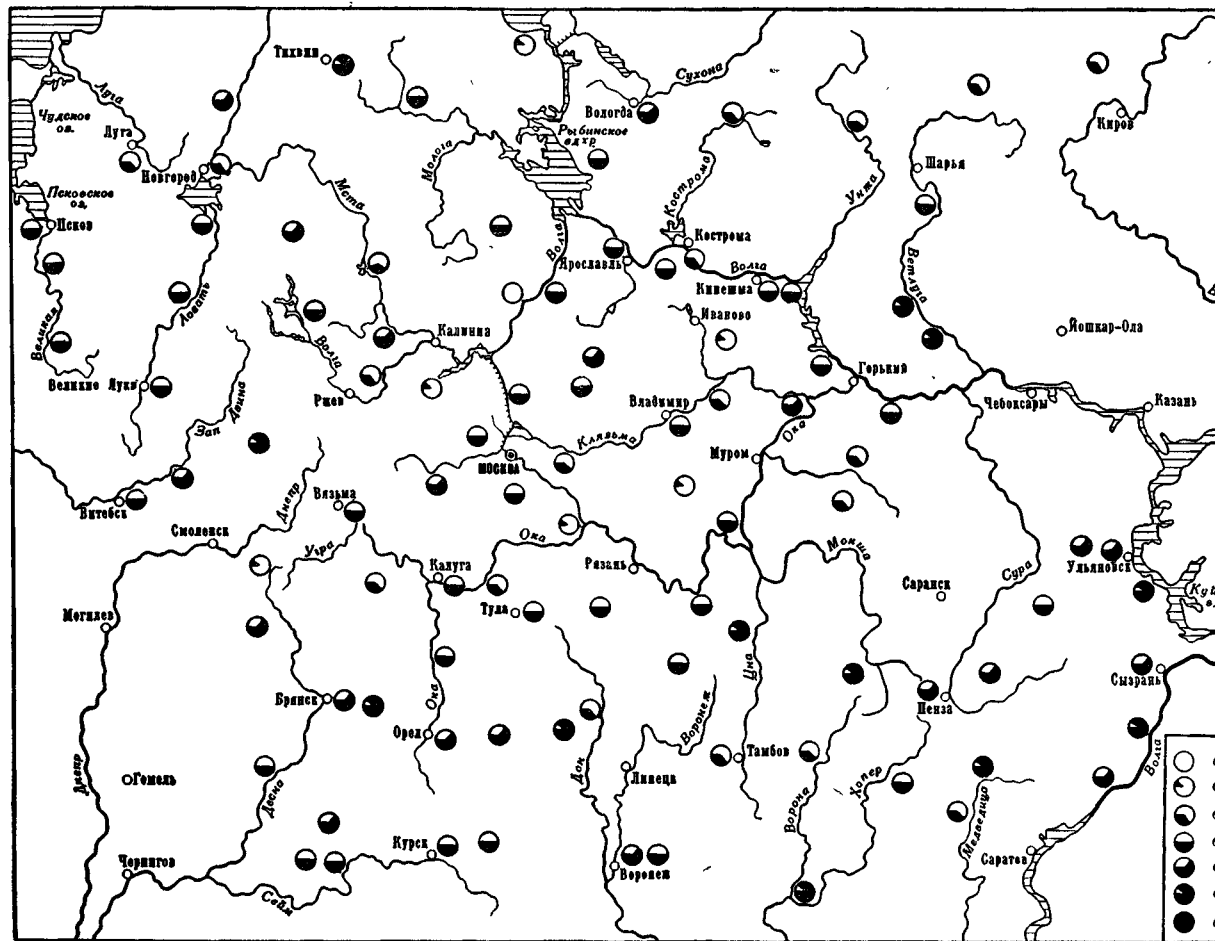 Тихвин
Сухона
Луга
Чудское
оз.
Вологда
Киров
Луга
Рыбинское
вдхр
Молога
Шарья
Новгород
Псковское
оз.
Мста
Кострома
Унжа
Псков
Кострома
Волга
Ярославль
Волга
Ветлуга
Кинешма
Великая
Ловать
Иваново
Йошкар-Ола
Волга
Калинин
Великие Луки
Ржев
Горький
Зап Двина
Владимир
Чебоксары
Казань
Клязьма
Ока
МОСКВА
Муром
Витебск
Вязьма
Днепр
Смоленск
Угра
Ока
Мокша
Калуга
Рязань
Саранск
Сура
Ульяновск
Могилев
Тула
Цна
Брянск
Ока
Воронеж
Пенза
Сызрань
Орел
Тамбов
Волга
Гомель
Днепр
Дон
Липецк
Ворона
Хопер
Десна
Медведица
Курск
Чернигов
Воронеж
Саратов
Сейм